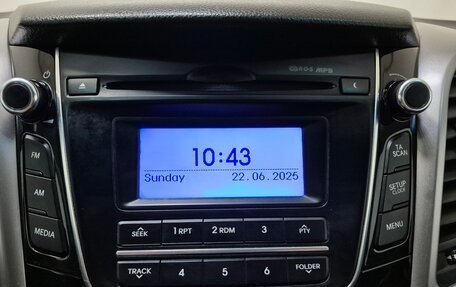 RDS MP3
10:43
Sunday 22.06.2025
FM
AM
MEDIA
TA
SCAN
SETUP
CLOCK
MENU
SEEK 1 RPT 2 RDM 3 PTY
TRACK 4 5 6 FOLDER